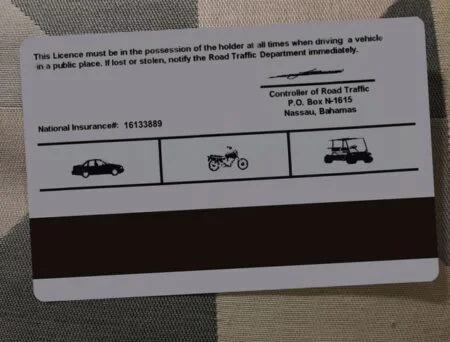 This Licence must be in the possession of the holder at all times when driving a vehicle
in a public place. If lost or stolen, notify the Road Traffic Department immediately.
Controller of Road Traffic
P.O. Box N-1615
Nassau, Bahamas
National Insurance#: 16133889